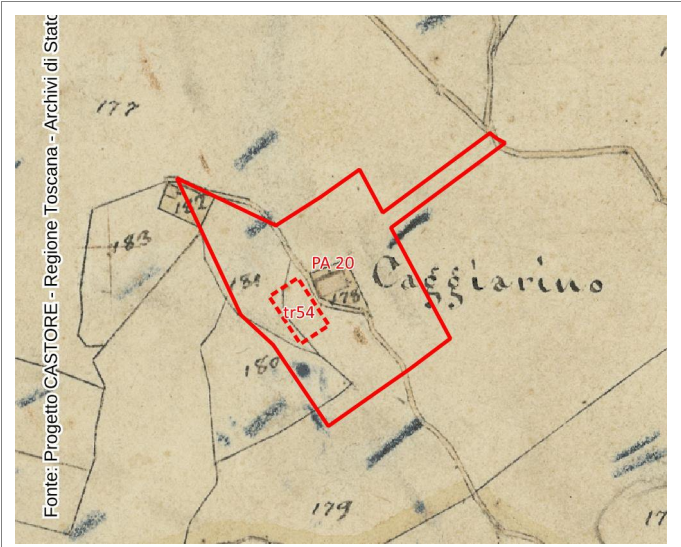 Fonte: Progetto CASTORE - Regione Toscana - Archivi di Stato
177
182
183
PA 20
Caggiarino
181
178
tr54
180
179
17